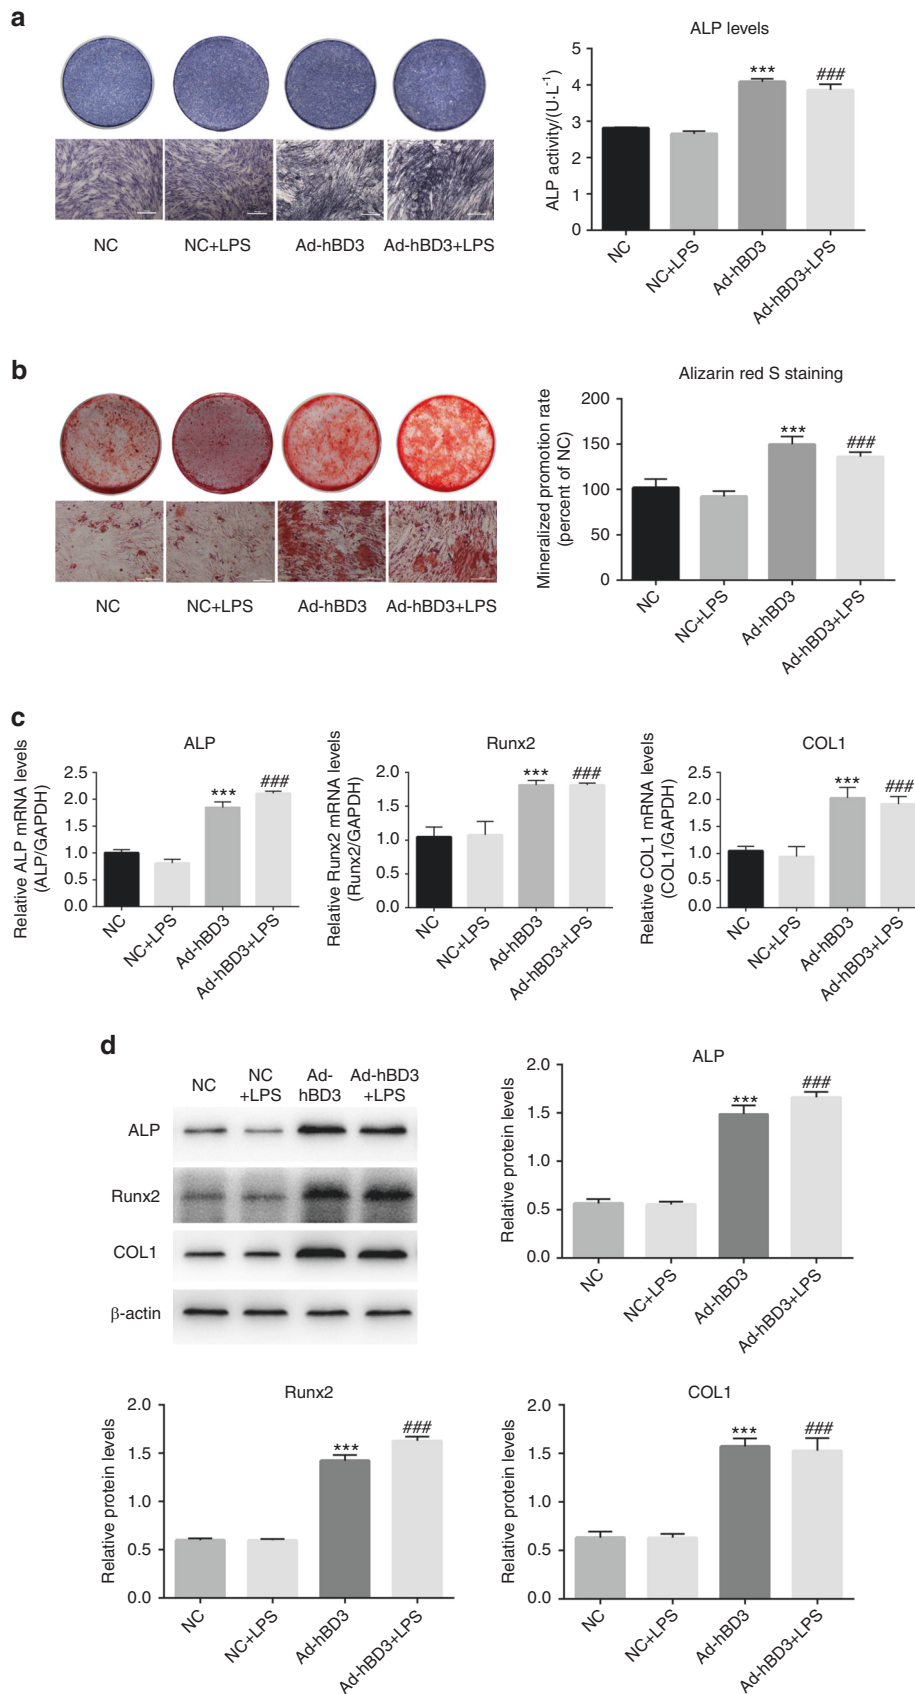 a
NC
NC+LPS
Ad-hBD3
Ad-hBD3+LPS
ALP levels
ALP activity/(U·L⁻¹)
5
4
3
2
1
0
NC
NC+LPS
Ad-hBD3
Ad-hBD3+LPS
***
###
b
NC
NC+LPS
Ad-hBD3
Ad-hBD3+LPS
Alizarin red S staining
Mineralized promotion rate
(percent of NC)
200
150
100
50
0
***
###
NC
NC+LPS
Ad-hBD3
Ad-hBD3+LPS
c
ALP
Relative ALP mRNA levels
(ALP/GAPDH)
2.5
2.0
1.5
1.0
0.5
0.0
***
###
NC
NC+LPS
Ad-hBD3
Ad-hBD3+LPS
Runx2
Relative Runx2 mRNA levels
(Runx2/GAPDH)
2.0
1.5
1.0
0.5
0.0
***
###
NC
NC+LPS
Ad-hBD3
Ad-hBD3+LPS
COL1
Relative COL1 mRNA levels
(COL1/GAPDH)
2.5
2.0
1.5
1.0
0.5
0.0
***
###
NC
NC+LPS
Ad-hBD3
Ad-hBD3+LPS
d
NC
NC
+LPS
Ad-
hBD3
Ad-hBD3
+LPS
ALP
Runx2
COL1
β-actin
ALP
Relative protein levels
2.0
1.5
1.0
0.5
0.0
***
###
NC
NC+LPS
Ad-hBD3
Ad-hBD3+LPS
Runx2
Relative protein levels
2.0
1.5
1.0
0.5
0.0
***
###
NC
NC+LPS
Ad-hBD3
Ad-hBD3+LPS
COL1
Relative protein levels
2.0
1.5
1.0
0.5
0.0
***
###
NC
NC+LPS
Ad-hBD3
Ad-hBD3+LPS